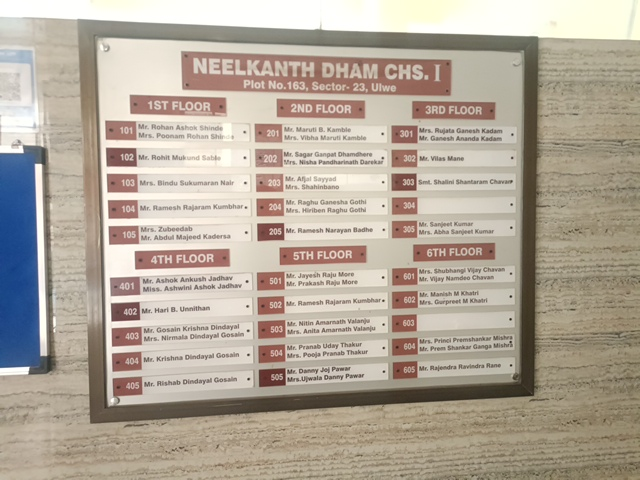 NEELKANTH DHAM CHS. I
Plot No.163, Sector- 23, Ulwe
1ST FLOOR
101 Mr. Rohan Ashok Shinde
Mrs. Poonam Rohan Shinde
102 Mr. Rohit Mukund Sable
103 Mrs. Bindu Sukumaran Nair
104 Mr. Ramesh Rajaram Kumbhar
105 Mrs. Zubeedab
Mr. Abdul Majeed Kadersa
2ND FLOOR
201 Mr. Maruti B. Kamble
Mrs. Vibha Maruti Kamble
202 Mr. Sagar Ganpat Dhamdhere
Mrs. Nisha Pandharinath Darekar
203 Mr. Afjal Sayyad
Mrs. Shahinbano
204 Mr. Raghu Ganesha Gothi
Mrs. Hiriben Raghu Gothi
205 Mr. Ramesh Narayan Badhe
3RD FLOOR
301 Mrs. Rujata Ganesh Kadam
Mr. Ganesh Ananda Kadam
302 Mr. Vilas Mane
303 Smt. Shalini Shantaram Chavan
304
305 Mr. Sanjeet Kumar
Mrs. Abha Sanjeet Kumar
4TH FLOOR
401 Mr. Ashok Ankush Jadhav
Miss. Ashwini Ashok Jadhav
402 Mr. Hari B. Unnithan
403 Mr. Gosain Krishna Dindayal
Mrs. Nirmala Dindayal Gosain
404 Mr. Krishna Dindayal Gosain
405 Mr. Rishab Dindayal Gosain
5TH FLOOR
501 Mr. Jayesh Raju More
Mr. Prakash Raju More
502 Mr. Ramesh Rajaram Kumbhar
503 Mr. Nitin Amarnath Valanju
Mrs. Anita Amarnath Valanju
504 Mr. Pranab Uday Thakur
Mrs. Pooja Pranab Thakur
505 Mr. Danny Joj Pawar
Mrs.Ujwala Danny Pawar
6TH FLOOR
601 Mrs. Shubhangi Vijay Chavan
Mr. Vijay Namdeo Chavan
602 Mr. Manish M Khatri
Mrs. Gurpreet M Khatri
603
604 Mrs. Princi Premshankar Mishra
Mr. Prem Shankar Ganga Mishra
605 Mr. Rajendra Ravindra Rane